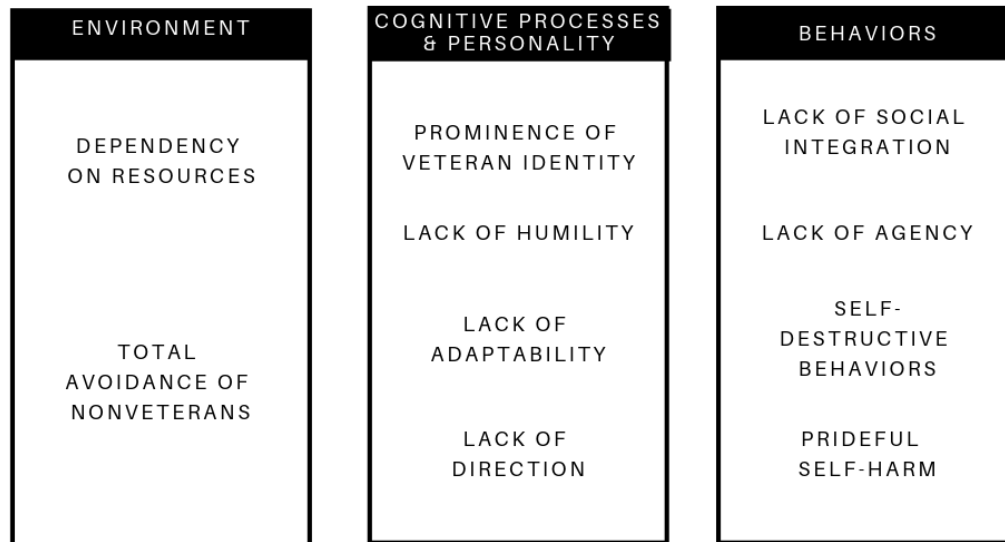 ENVIRONMENT
DEPENDENCY
ON RESOURCES
TOTAL
AVOIDANCE OF
NONVETERANS
COGNITIVE PROCESSES
& PERSONALITY
PROMINENCE OF
VETERAN IDENTITY
LACK OF HUMILITY
LACK OF
ADAPTABILITY
LACK OF
DIRECTION
BEHAVIORS
LACK OF SOCIAL
INTEGRATION
LACK OF AGENCY
SELF-
DESTRUCTIVE
BEHAVIORS
PRIDEFUL
SELF-HARM